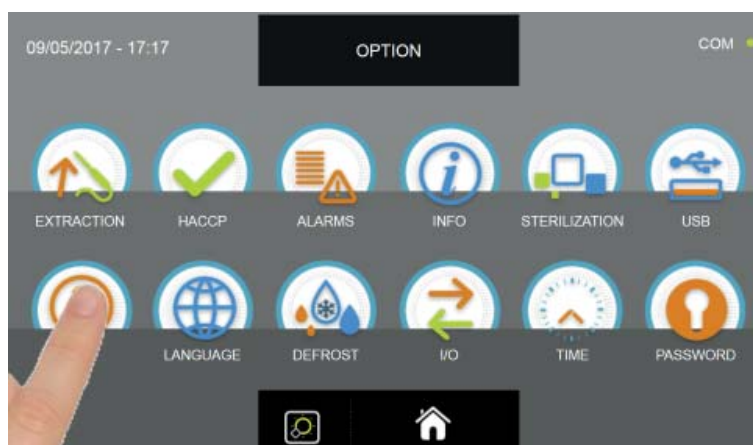 09/05/2017 - 17:17
OPTION
COM
EXTRACTION
HACCP
ALARMS
INFO
STERILIZATION
USB
LANGUAGE
DEFROST
I/O
TIME
PASSWORD